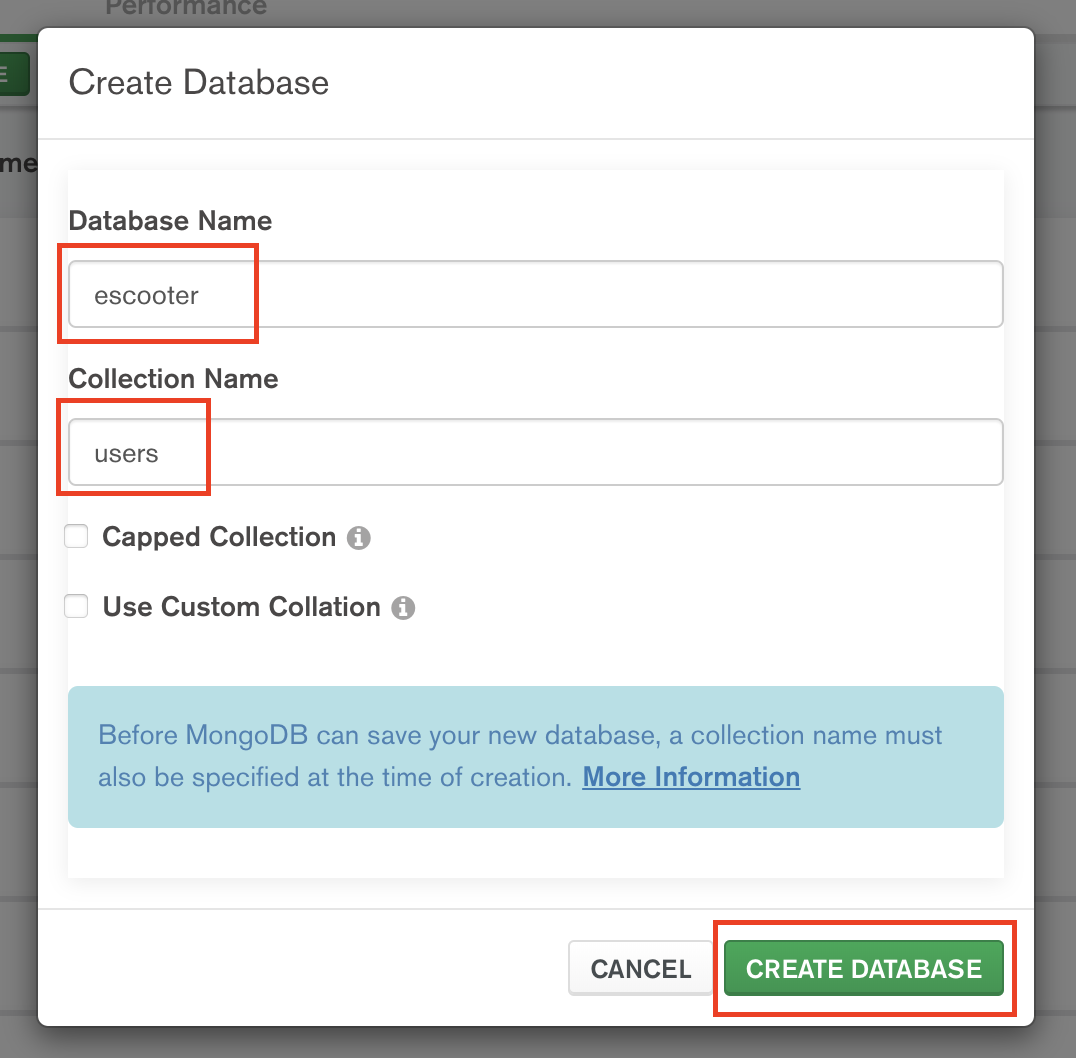 Performance
E
me
Create Database
Database Name
escooter
Collection Name
users
Capped Collection
Use Custom Collation
Before MongoDB can save your new database, a collection name must
also be specified at the time of creation. More Information
CANCEL
CREATE DATABASE